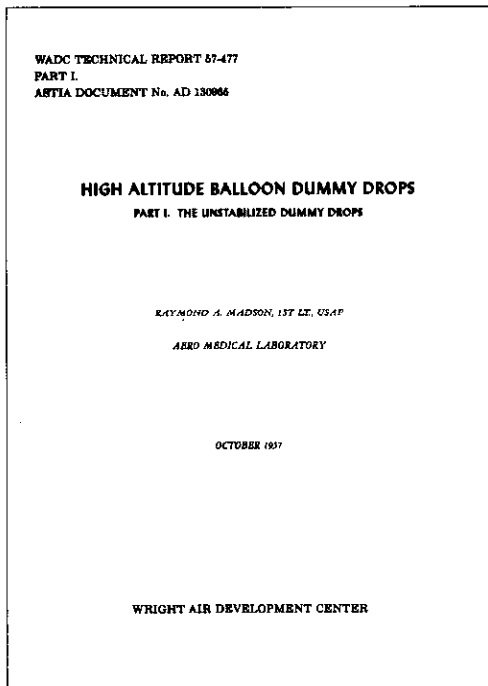 WADC TECHNICAL REPORT 57-477
PART I.
ASTIA DOCUMENT No. AD 130965
HIGH ALTITUDE BALLOON DUMMY DROPS
PART I. THE UNSTABILIZED DUMMY DROPS
RAYMOND A. MADSON, 1ST LT., USAF
AERO MEDICAL LABORATORY
OCTOBER 1957
WRIGHT AIR DEVELOPMENT CENTER